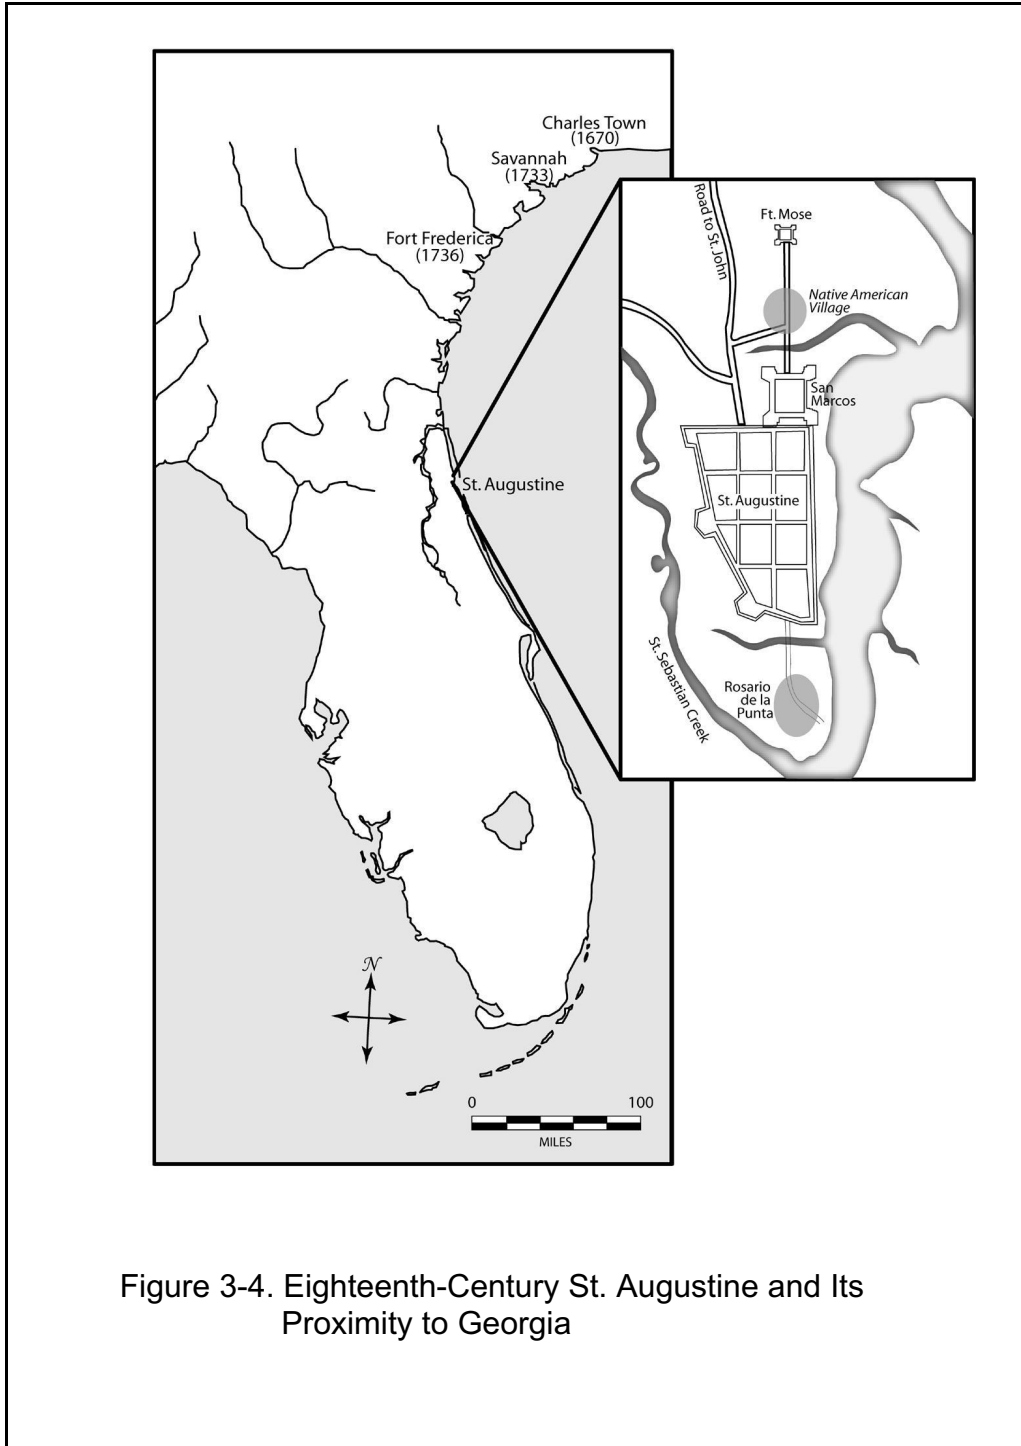 Charles Town
(1670)
Savannah
(1733)
Fort Frederica
(1736)
St. Augustine
Road to St. John
Ft. Mose
Native American
Village
San
Marcos
St. Augustine
St. Sebastian Creek
Rosario
de la
Punta
N
0 100
MILES
Figure 3-4. Eighteenth-Century St. Augustine and Its
Proximity to Georgia